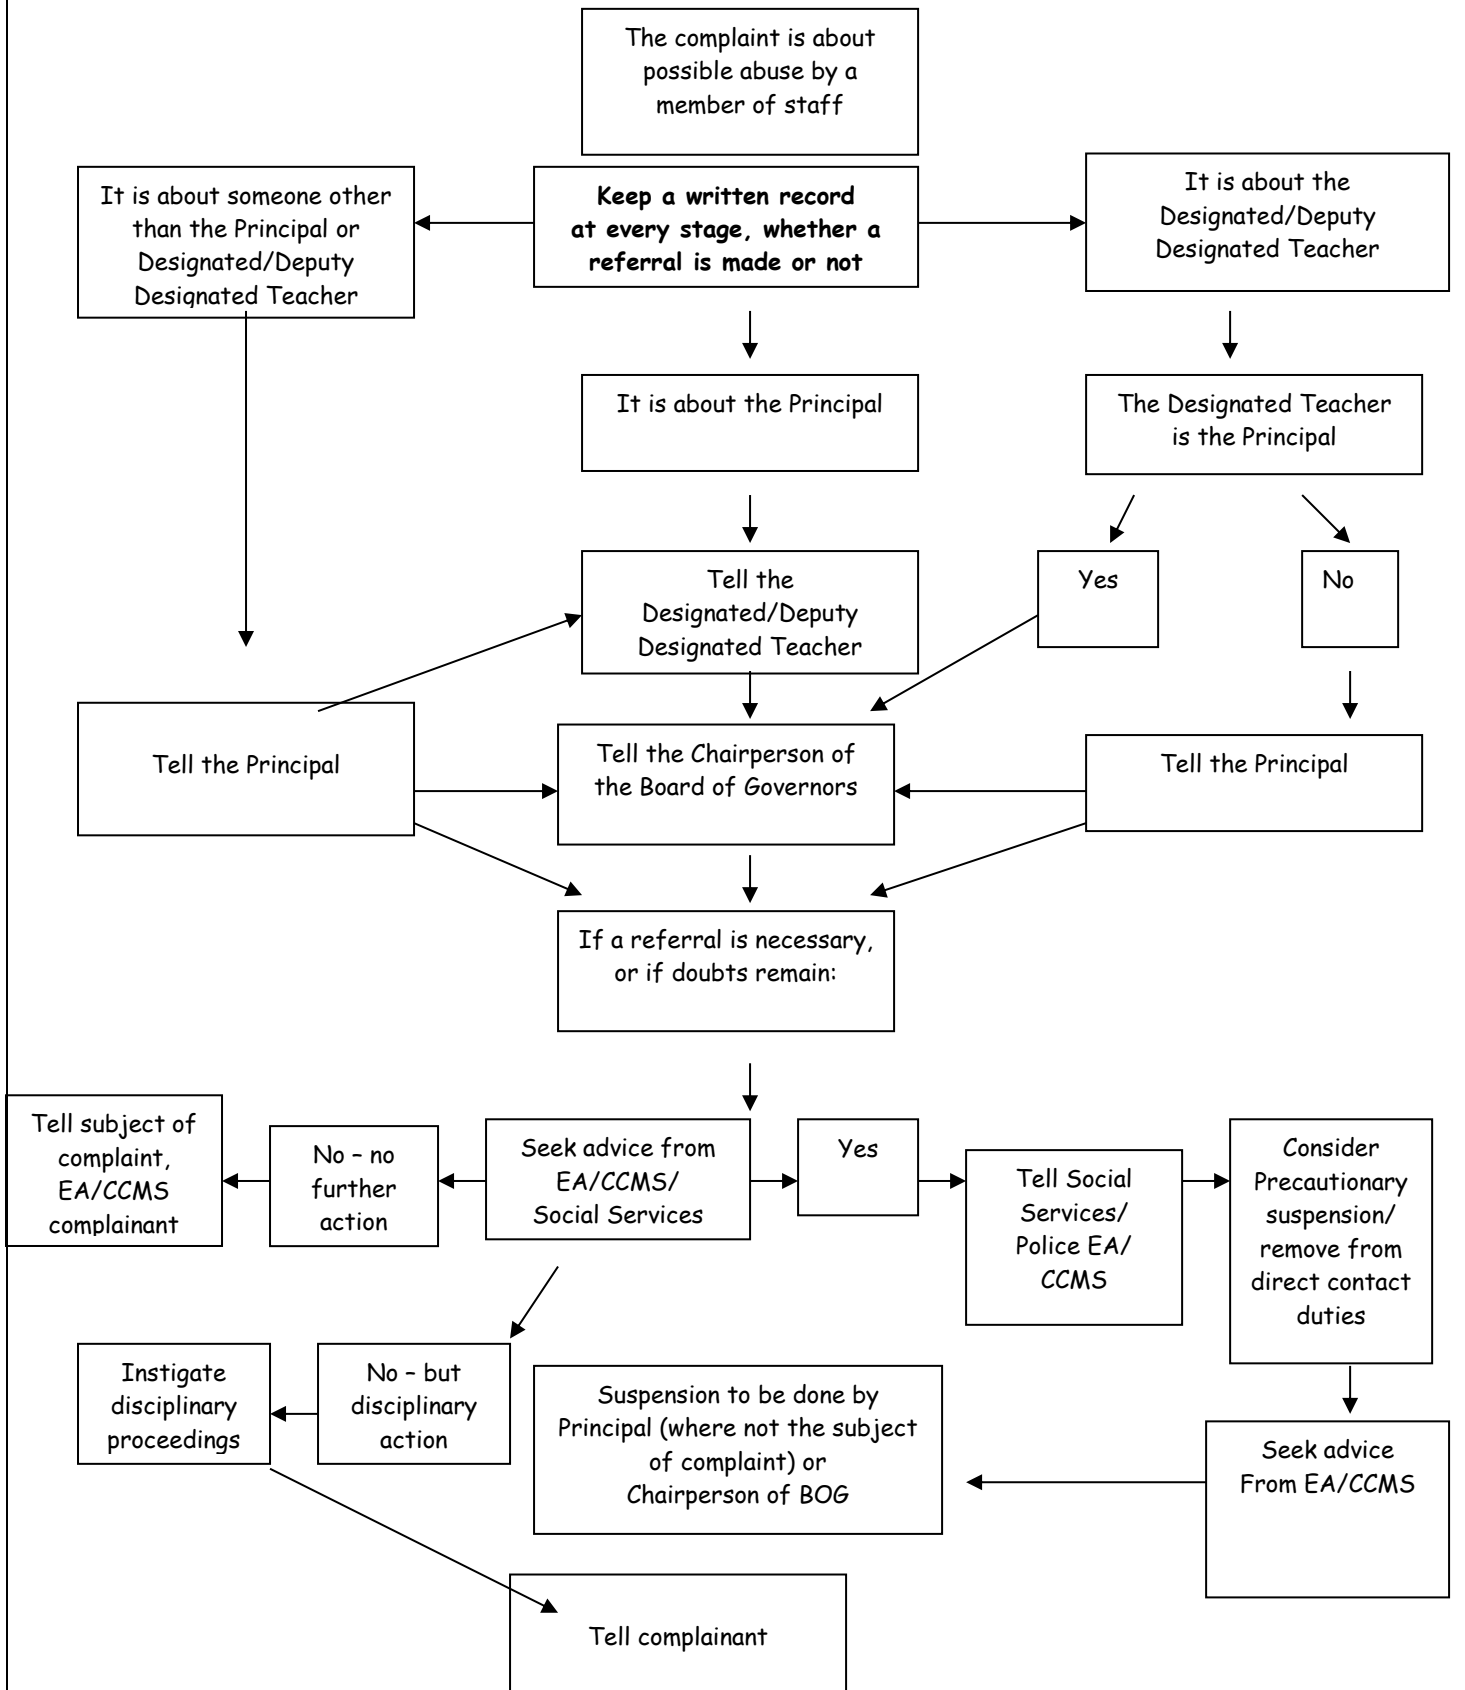 The complaint is about
possible abuse by a
member of staff
It is about someone other
than the Principal or
Designated/Deputy
Designated Teacher
Keep a written record
at every stage, whether a
referral is made or not
It is about the
Designated/Deputy
Designated Teacher
It is about the Principal
The Designated Teacher
is the Principal
Tell the
Designated/Deputy
Designated Teacher
Yes
No
Tell the Principal
Tell the Chairperson of
the Board of Governors
Tell the Principal
If a referral is necessary,
or if doubts remain:
Tell subject of
complaint,
EA/CCMS
complainant
No – no
further
action
Seek advice from
EA/CCMS/
Social Services
Yes
Tell Social
Services/
Police EA/
CCMS
Consider
Precautionary
suspension/
remove from
direct contact
duties
Instigate
disciplinary
proceedings
No – but
disciplinary
action
Suspension to be done by
Principal (where not the subject
of complaint) or
Chairperson of BOG
Seek advice
From EA/CCMS
Tell complainant